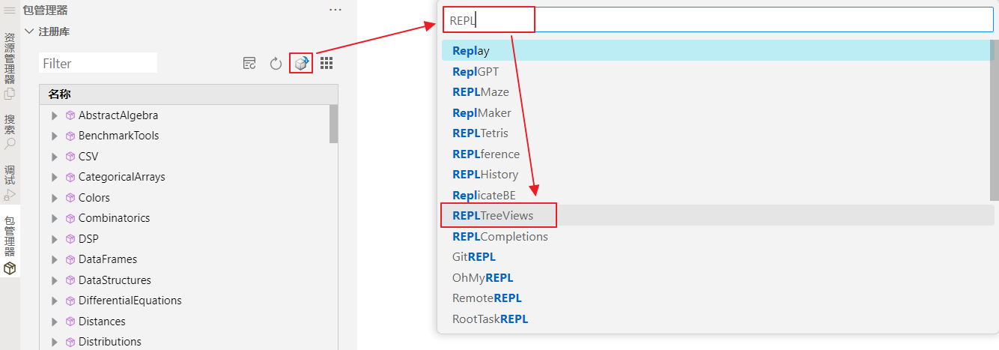 包管理器
注册库
Filter
名称
AbstractAlgebra
BenchmarkTools
CSV
CategoricalArrays
Colors
Combinatorics
DSP
DataFrames
DataStructures
DifferentialEquations
Distances
Distributions
资源管理器
搜索
调试
包管理器
REPL
Replay
ReplGPT
REPLMaze
ReplMaker
REPLTetris
REPLference
REPLHistory
ReplicateBE
REPLTreeViews
REPLCompletions
GitREPL
OhMyREPL
RemoteREPL
RootTaskREPL